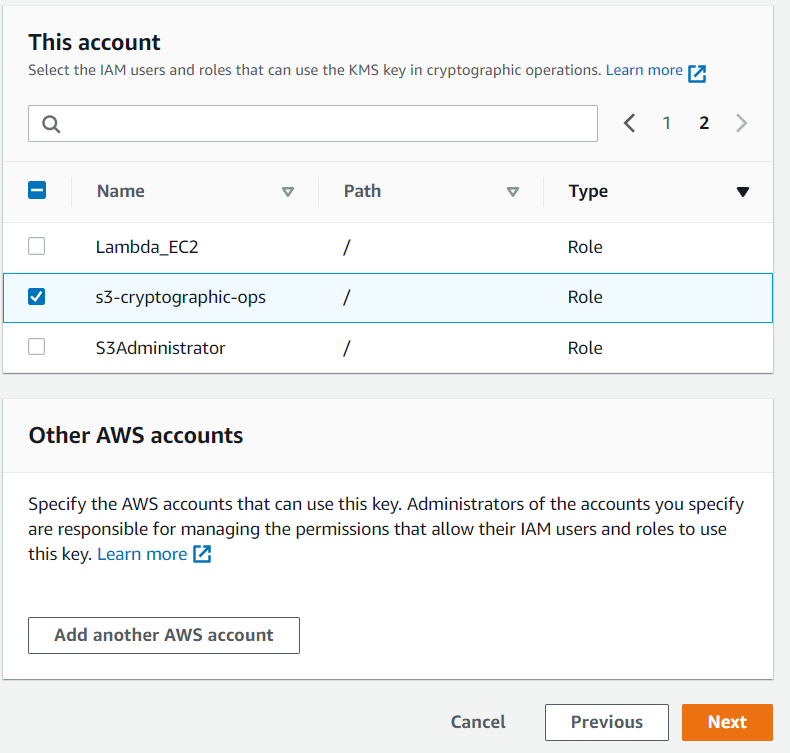 This account
Select the IAM users and roles that can use the KMS key in cryptographic operations. Learn more
1 2
Name Path Type
Lambda_EC2 / Role
s3-cryptographic-ops / Role
S3Administrator / Role
Other AWS accounts
Specify the AWS accounts that can use this key. Administrators of the accounts you specify
are responsible for managing the permissions that allow their IAM users and roles to use
this key. Learn more
Add another AWS account
Cancel Previous Next